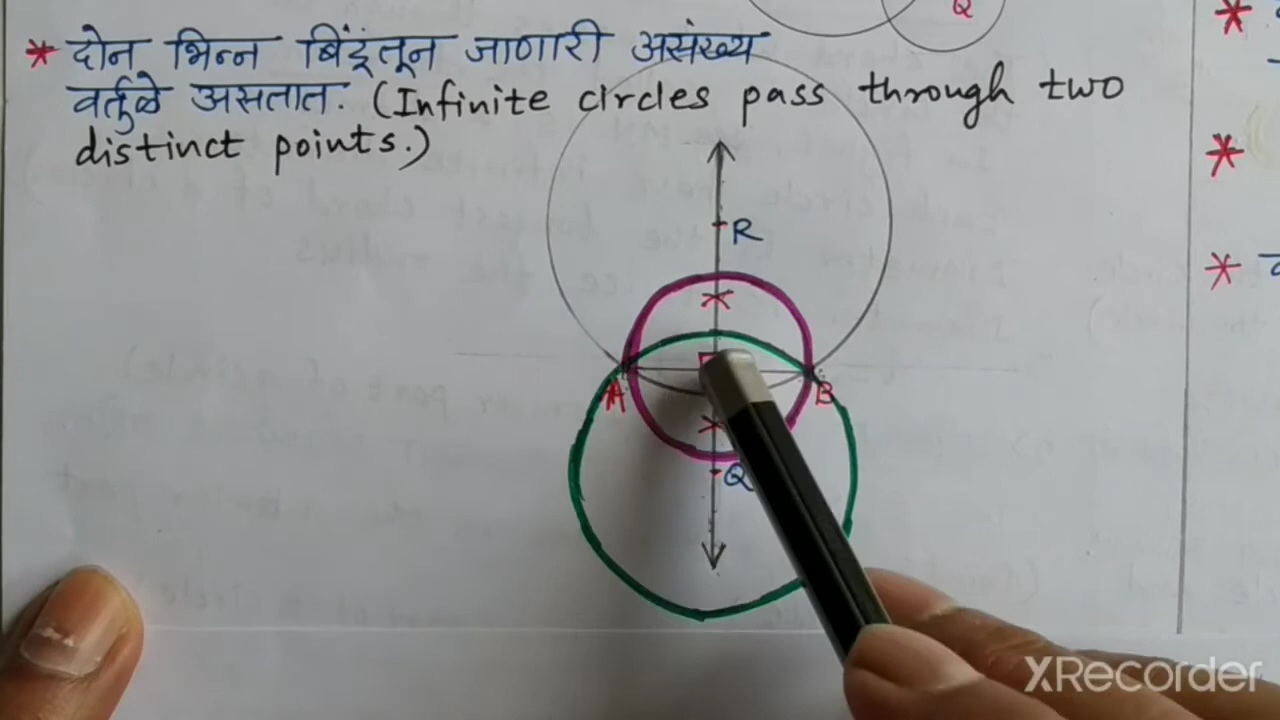 Q
* दोन भिन्न बिंदूंतून जाणारी असंख्य
वर्तुळे असतात. (Infinite circles pass through two
distinct points.)
R
A
B
Q
XRecorder